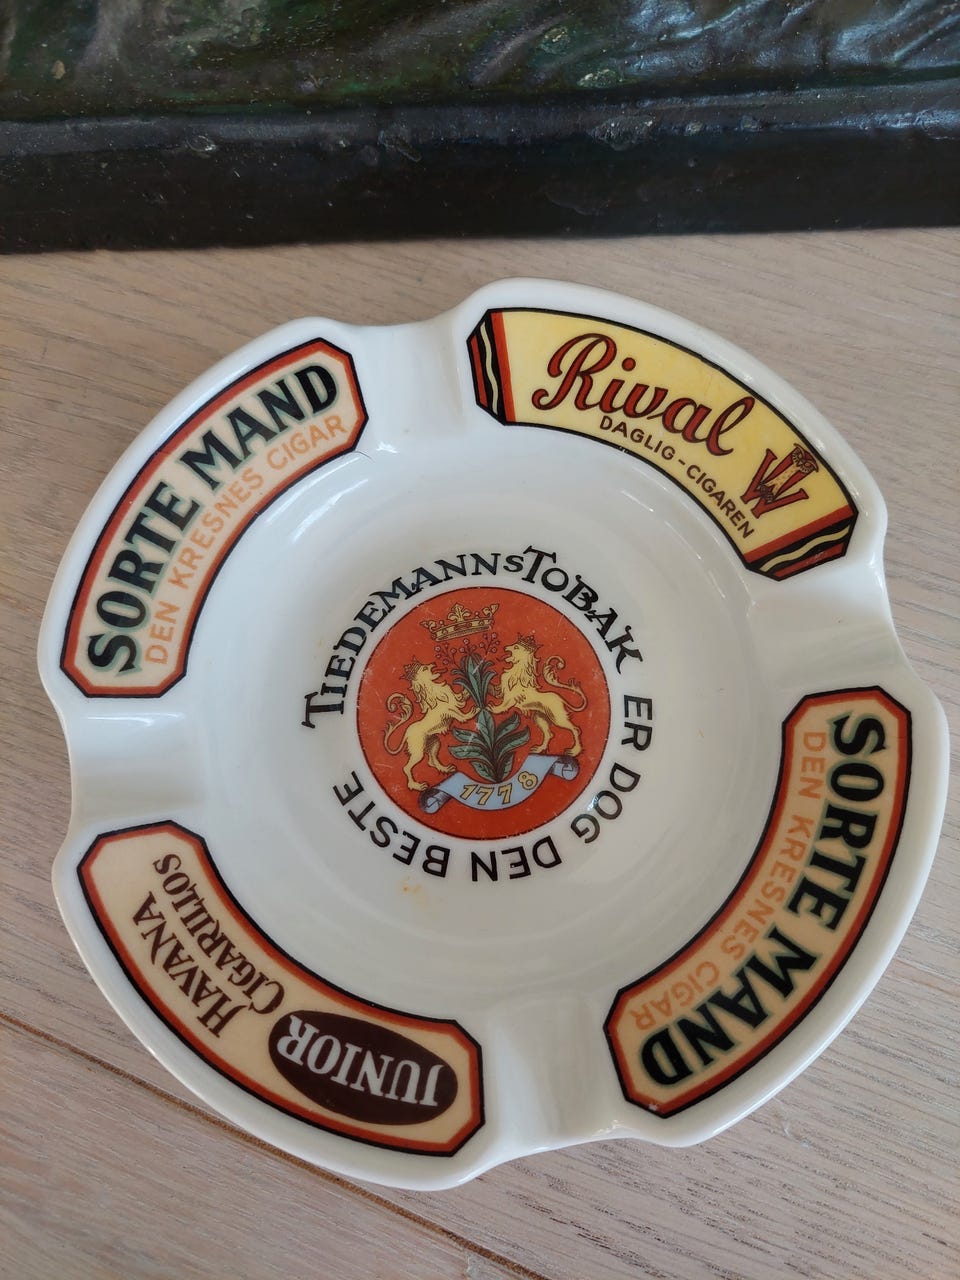 SORTE MAND
DEN KRESNES CIGAR
Rival
DAGLIG-CIGAREN
W
SORTE MAND
DEN KRESNES CIGAR
JUNIOR
HAVANA
CIGARILLOS
TIEDEMANNS TOBAK ER DOG DEN BESTE
1778